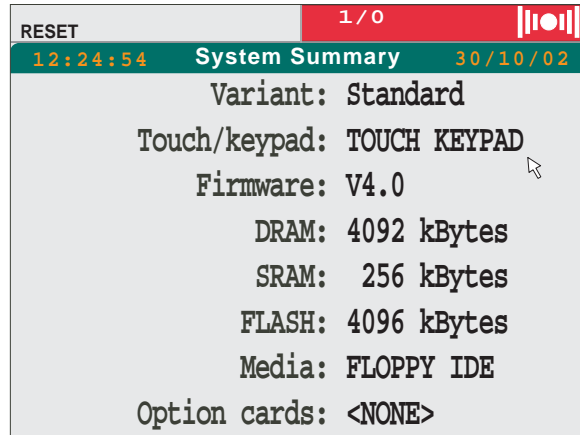 RESET 1/0
12:24:54 System Summary 30/10/02
Variant: Standard
Touch/keypad: TOUCH KEYPAD
Firmware: V4.0
DRAM: 4092 kBytes
SRAM: 256 kBytes
FLASH: 4096 kBytes
Media: FLOPPY IDE
Option cards: <NONE>